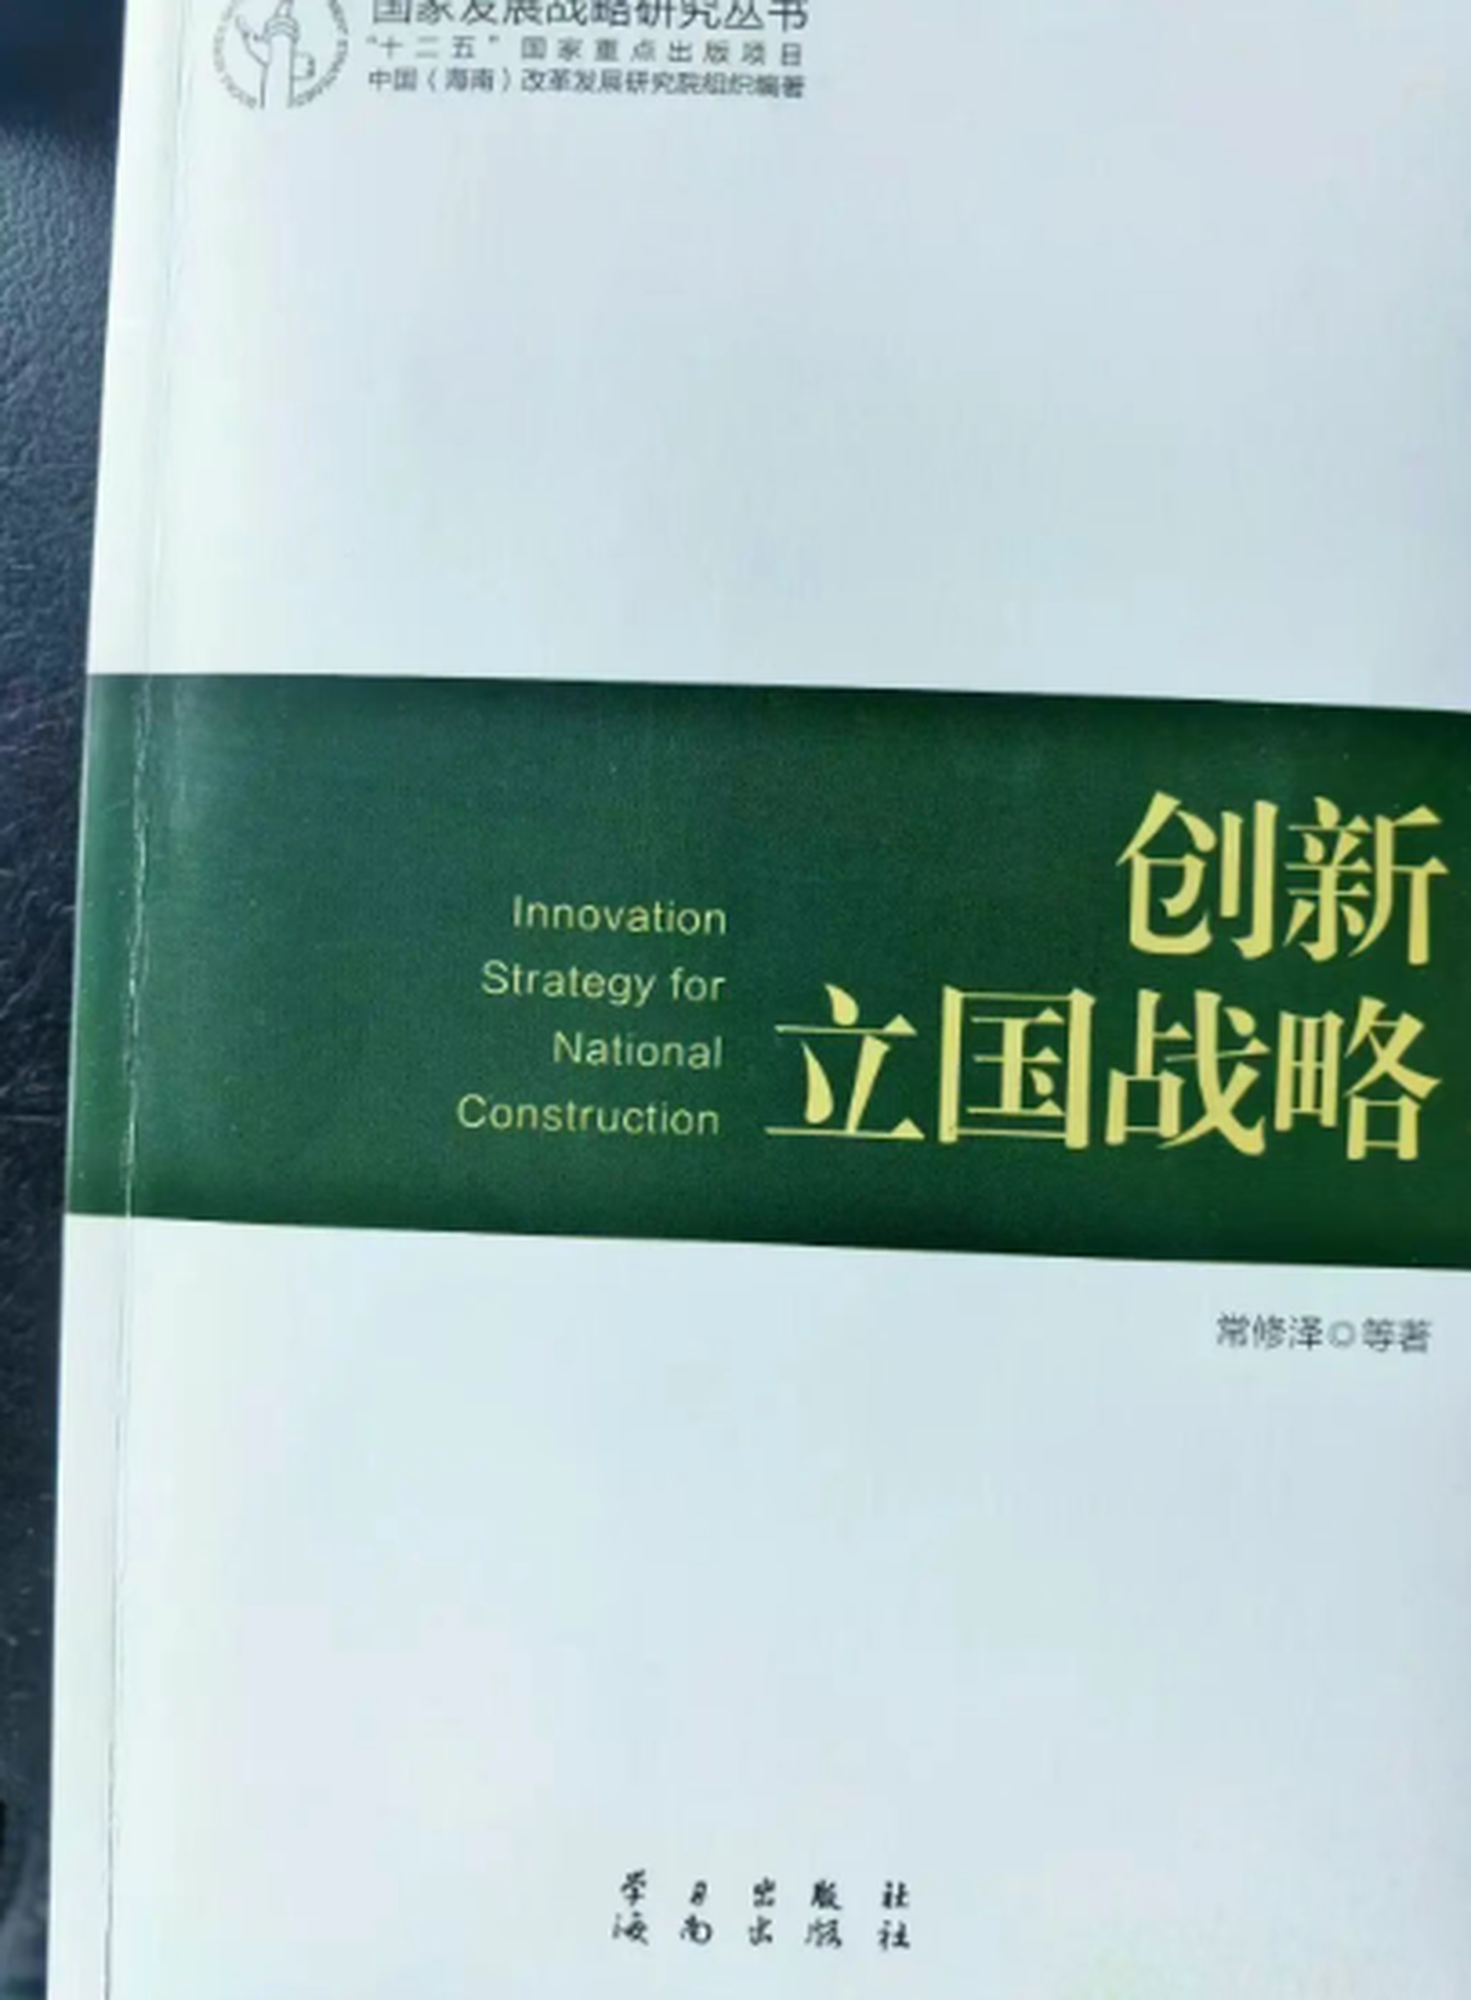 国家发展战略研究丛书
“十二五”国家重点出版项目
中国（海南）改革发展研究院组织编著
创新
立国战略
Innovation
Strategy for
National
Construction
常修泽◎等著
学习出版社
海南出版社